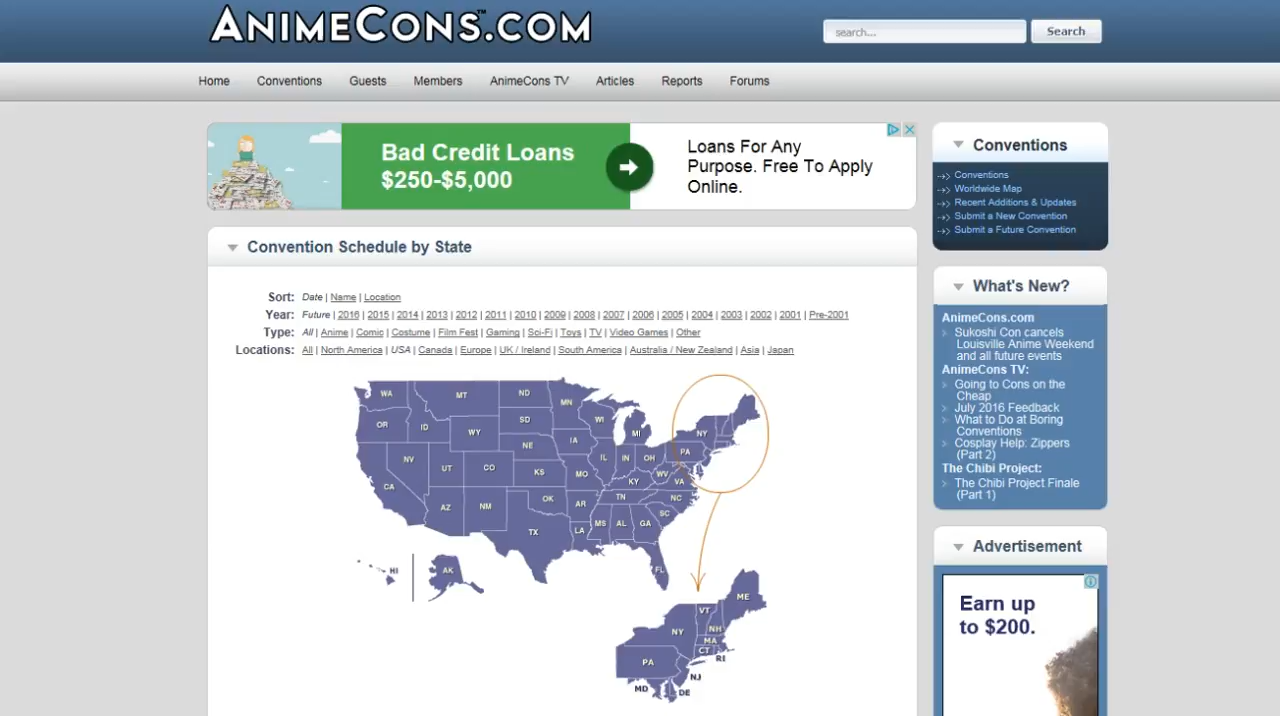 ANIMECONS.COM™
search...
Search
Home Conventions Guests Members AnimeCons TV Articles Reports Forums
Bad Credit Loans
$250-$5,000
Loans For Any
Purpose. Free To Apply
Online.
Convention Schedule by State
Sort: Date | Name | Location
Year: Future | 2016 | 2015 | 2014 | 2013 | 2012 | 2011 | 2010 | 2009 | 2008 | 2007 | 2006 | 2005 | 2004 | 2003 | 2002 | 2001 | Pre-2001
Type: All | Anime | Comic | Costume | Film Fest | Gaming | Sci-Fi | Toys | TV | Video Games | Other
Locations: All | North America | USA | Canada | Europe | UK / Ireland | South America | Australia / New Zealand | Asia | Japan
WA MT ND MN
OR ID WY SD WI MI NY
NV UT CO NE IA IL IN OH PA
CA KS MO KY WV VA
AZ NM OK AR TN NC
TX LA MS AL GA SC
HI AK FL
ME
VT
NY NH
MA
CT RI
PA
NJ
MD DE
Conventions
Conventions
Worldwide Map
Recent Additions & Updates
Submit a New Convention
Submit a Future Convention
What's New?
AnimeCons.com
Sukoshi Con cancels
Louisville Anime Weekend
and all future events
AnimeCons TV:
Going to Cons on the
Cheap
July 2016 Feedback
What to Do at Boring
Conventions
Cosplay Help: Zippers
(Part 2)
The Chibi Project:
The Chibi Project Finale
(Part 1)
Advertisement
Earn up
to $200.